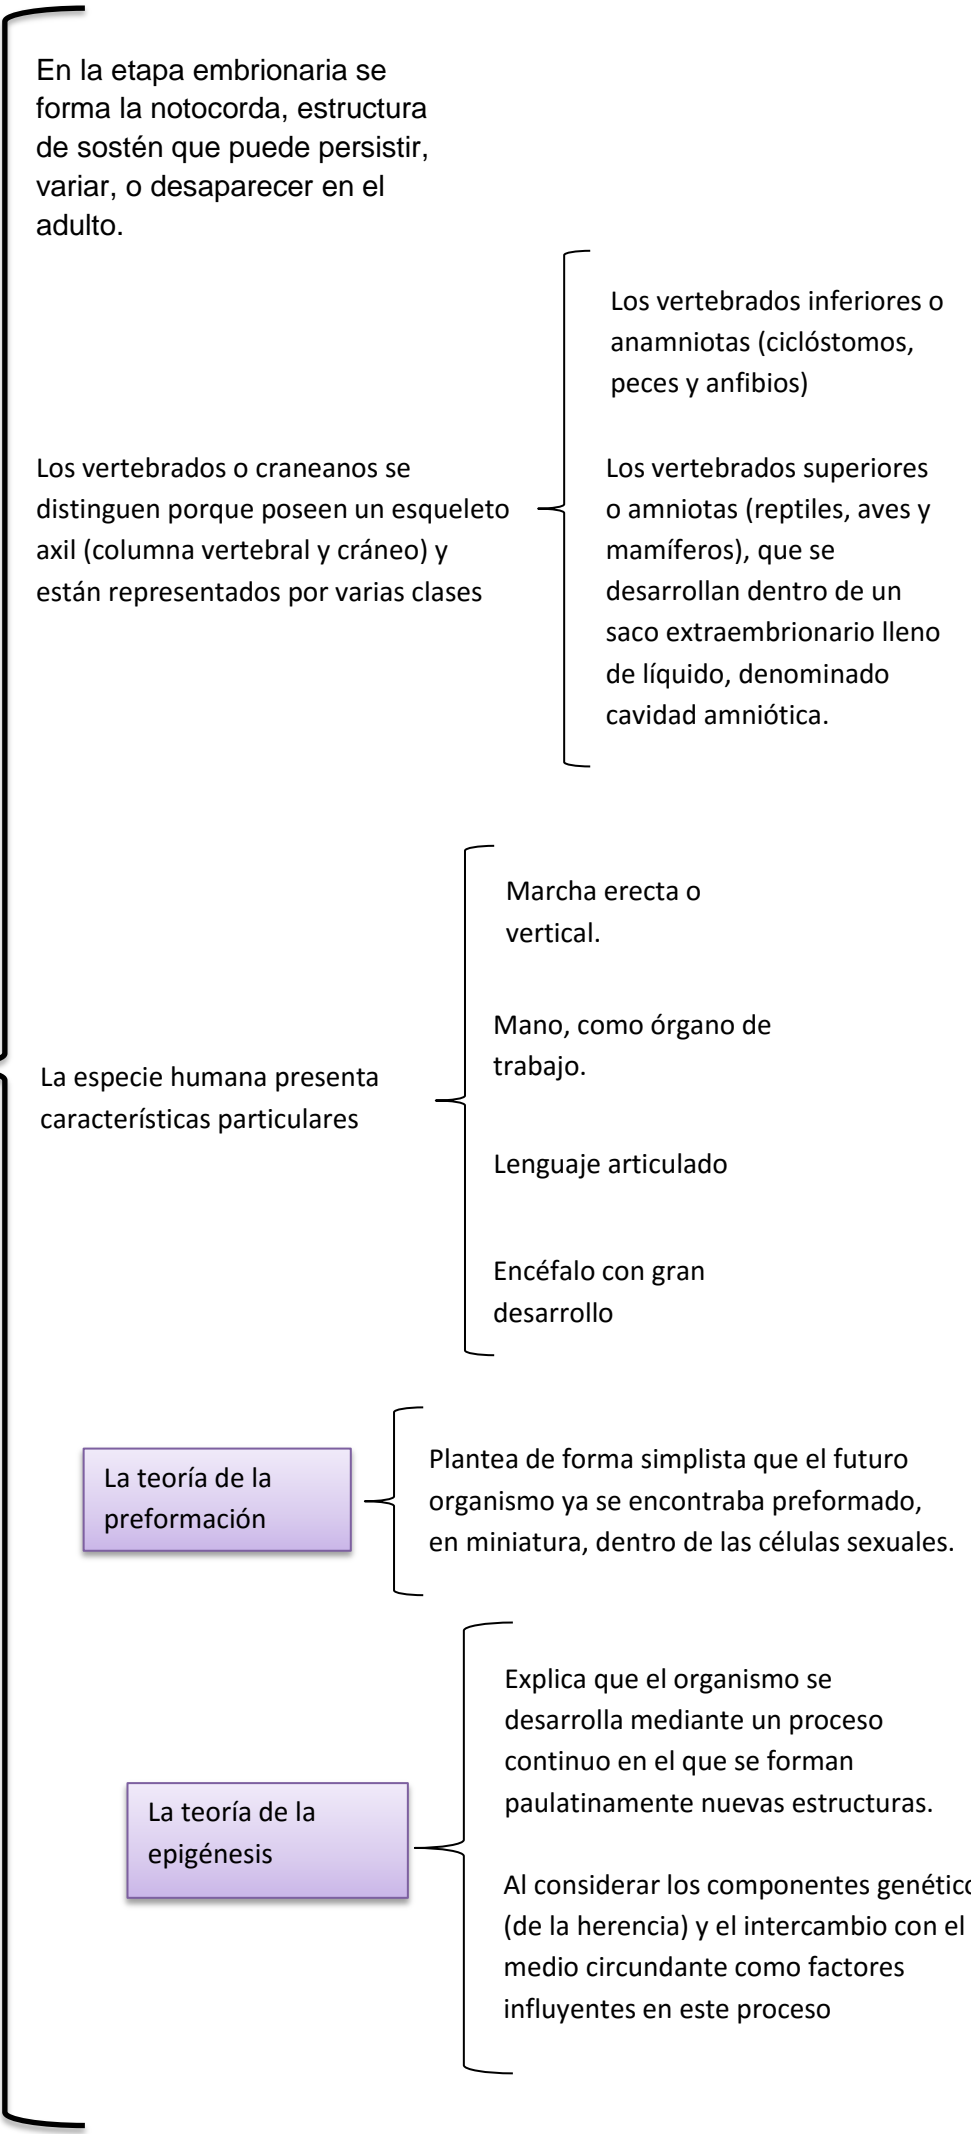 En la etapa embrionaria se
forma la notocorda, estructura
de sostén que puede persistir,
variar, o desaparecer en el
adulto.
Los vertebrados o craneanos se
distinguen porque poseen un esqueleto
axil (columna vertebral y cráneo) y
están representados por varias clases
Los vertebrados inferiores o
anamniotas (ciclóstomos,
peces y anfibios)
Los vertebrados superiores
o amniotas (reptiles, aves y
mamíferos), que se
desarrollan dentro de un
saco extraembrionario lleno
de líquido, denominado
cavidad amniótica.
La especie humana presenta
características particulares
Marcha erecta o
vertical.
Mano, como órgano de
trabajo.
Lenguaje articulado
Encéfalo con gran
desarrollo
La teoría de la
preformación
Plantea de forma simplista que el futuro
organismo ya se encontraba preformado,
en miniatura, dentro de las células sexuales.
La teoría de la
epigénesis
Explica que el organismo se
desarrolla mediante un proceso
continuo en el que se forman
paulatinamente nuevas estructuras.
Al considerar los componentes genético
(de la herencia) y el intercambio con el
medio circundante como factores
influyentes en este proceso